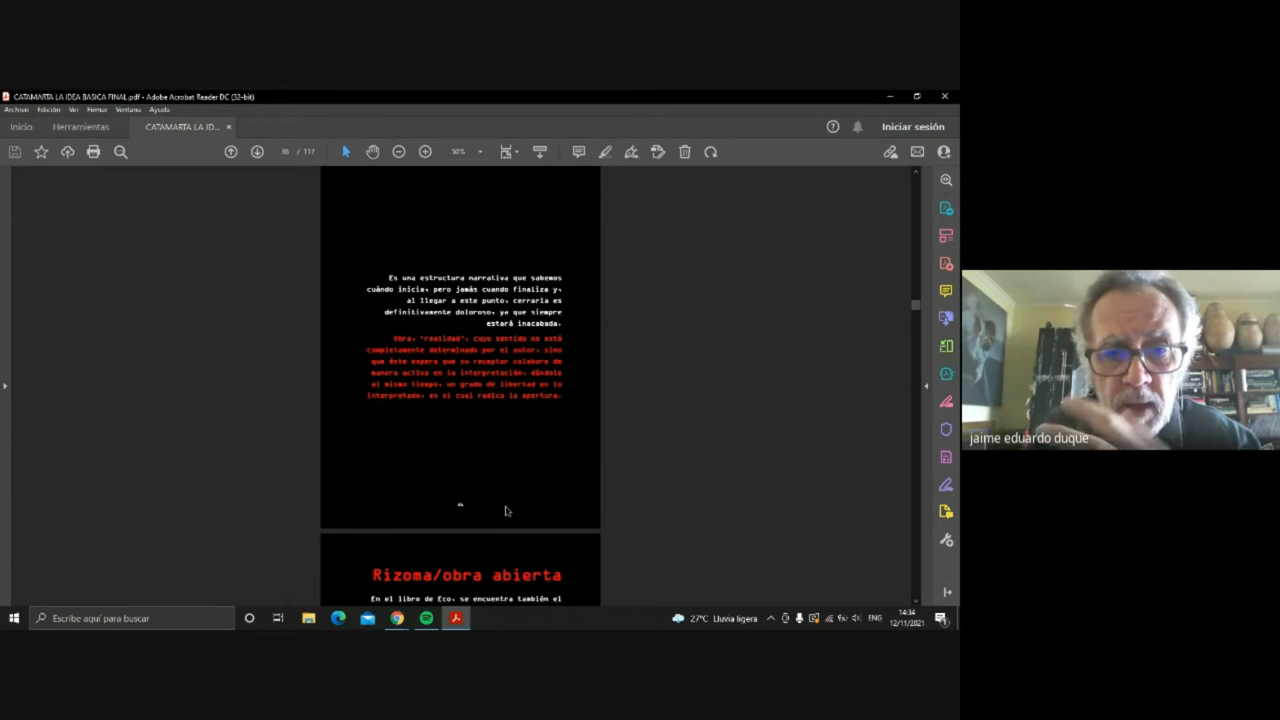 CATAMARTA LA IDEA BASICA FINAL.pdf - Adobe Acrobat Reader DC (32-bit)
Archivo Edición Ver Firmar Ventana Ayuda
Inicio Herramientas CATAMARTA LA ID... × Iniciar sesión
/ 117 50%
Es una estructura narrativa que sabemos
cuándo inicia, pero jamás cuando finaliza y,
al llegar a este punto, cerrarla es
definitivamente doloroso, ya que siempre
estará inacabada.
Obra, "realidad", cuyo sentido no está
completamente determinado por el autor, sino
que éste espera que su receptor colabore de
manera activa en la interpretación, dándole
al mismo tiempo, un grado de libertad en lo
interpretado, en el cual radica la apertura.
Rizoma/obra abierta
En el libro de Eco, se encuentra también el
jaime eduardo duque
Escribe aquí para buscar
27°C Lluvia ligera ENG
14:34
12/11/2021